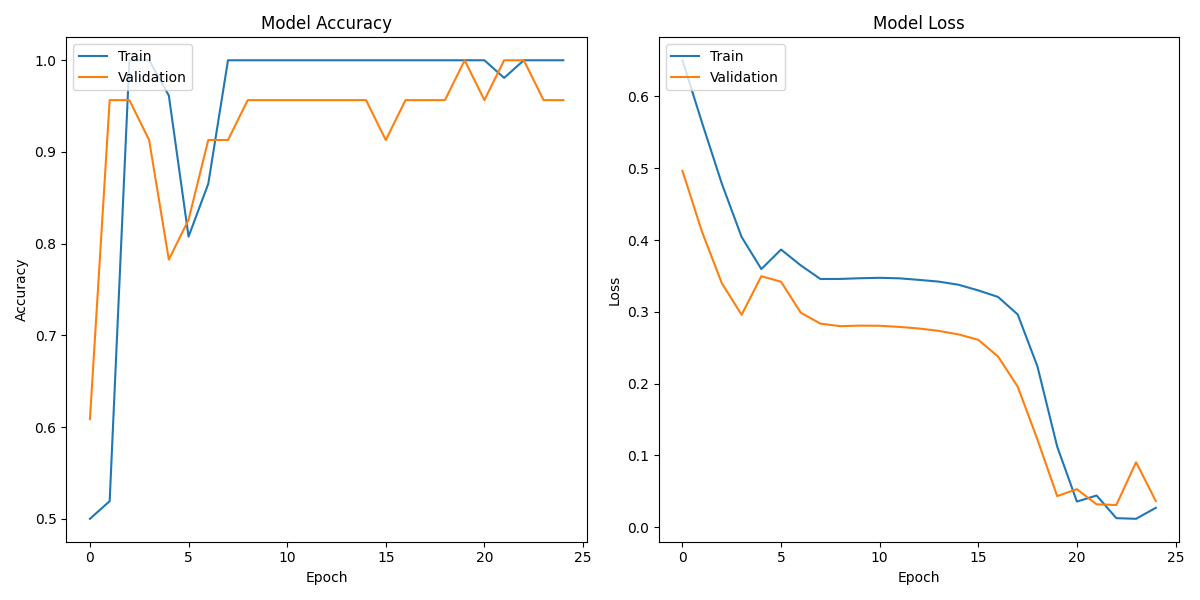 Model Accuracy
Train
Validation
1.0
0.9
0.8
0.7
0.6
0.5
Accuracy
0 5 10 15 20 25
Epoch
Model Loss
Train
Validation
0.6
0.5
0.4
0.3
0.2
0.1
0.0
Loss
0 5 10 15 20 25
Epoch